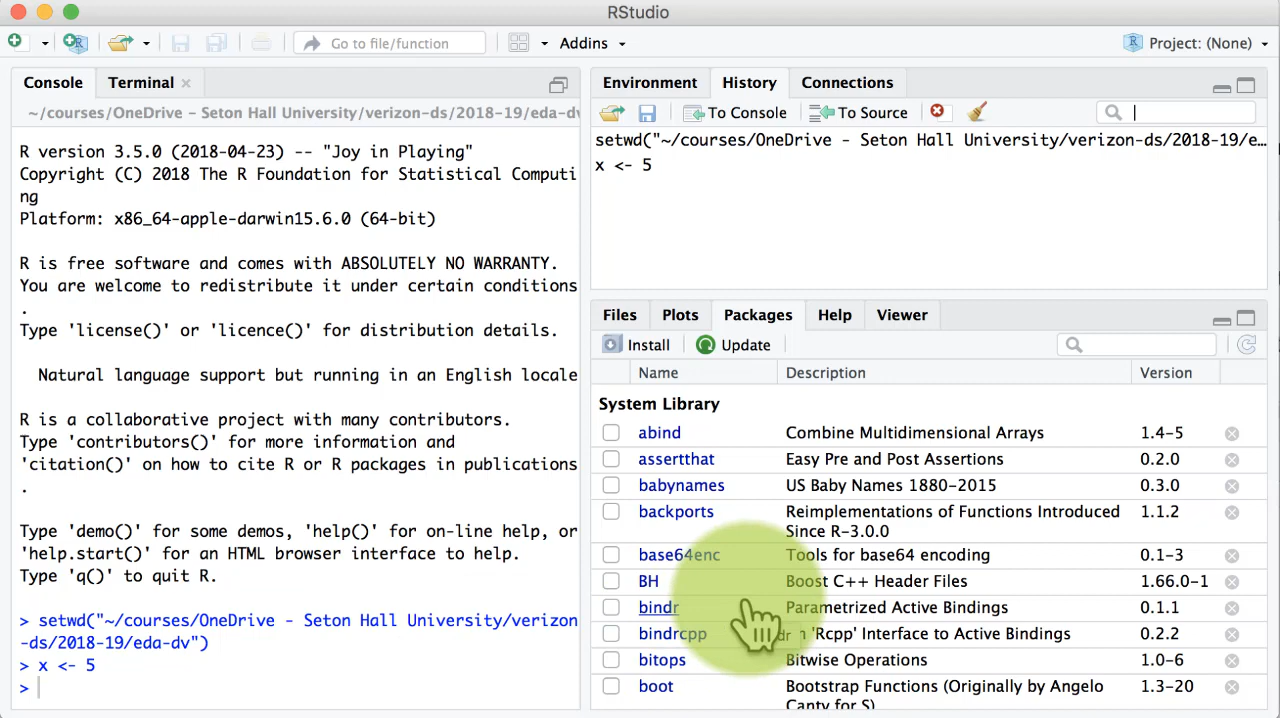 RStudio
Go to file/function
Addins
Project: (None)
Console
Terminal
~/courses/OneDrive - Seton Hall University/verizon-ds/2018-19/eda-dv
R version 3.5.0 (2018-04-23) -- "Joy in Playing"
Copyright (C) 2018 The R Foundation for Statistical Computi
ng
Platform: x86_64-apple-darwin15.6.0 (64-bit)
R is free software and comes with ABSOLUTELY NO WARRANTY.
You are welcome to redistribute it under certain conditions
.
Type 'license()' or 'licence()' for distribution details.
Natural language support but running in an English locale
R is a collaborative project with many contributors.
Type 'contributors()' for more information and
'citation()' on how to cite R or R packages in publications
.
Type 'demo()' for some demos, 'help()' for on-line help, or
'help.start()' for an HTML browser interface to help.
Type 'q()' to quit R.
> setwd("~/courses/OneDrive - Seton Hall University/verizon
-ds/2018-19/eda-dv")
> x <- 5
>
Environment
History
Connections
To Console
To Source
setwd("~/courses/OneDrive - Seton Hall University/verizon-ds/2018-19/e…
x <- 5
Files
Plots
Packages
Help
Viewer
Install
Update
Name Description Version
System Library
abind Combine Multidimensional Arrays 1.4-5
assertthat Easy Pre and Post Assertions 0.2.0
babynames US Baby Names 1880-2015 0.3.0
backports Reimplementations of Functions Introduced 1.1.2
Since R-3.0.0
base64enc Tools for base64 encoding 0.1-3
BH Boost C++ Header Files 1.66.0-1
bindr Parametrized Active Bindings 0.1.1
bindrcpp 'Rcpp' Interface to Active Bindings 0.2.2
bitops Bitwise Operations 1.0-6
boot Bootstrap Functions (Originally by Angelo 1.3-20
Canty for S)